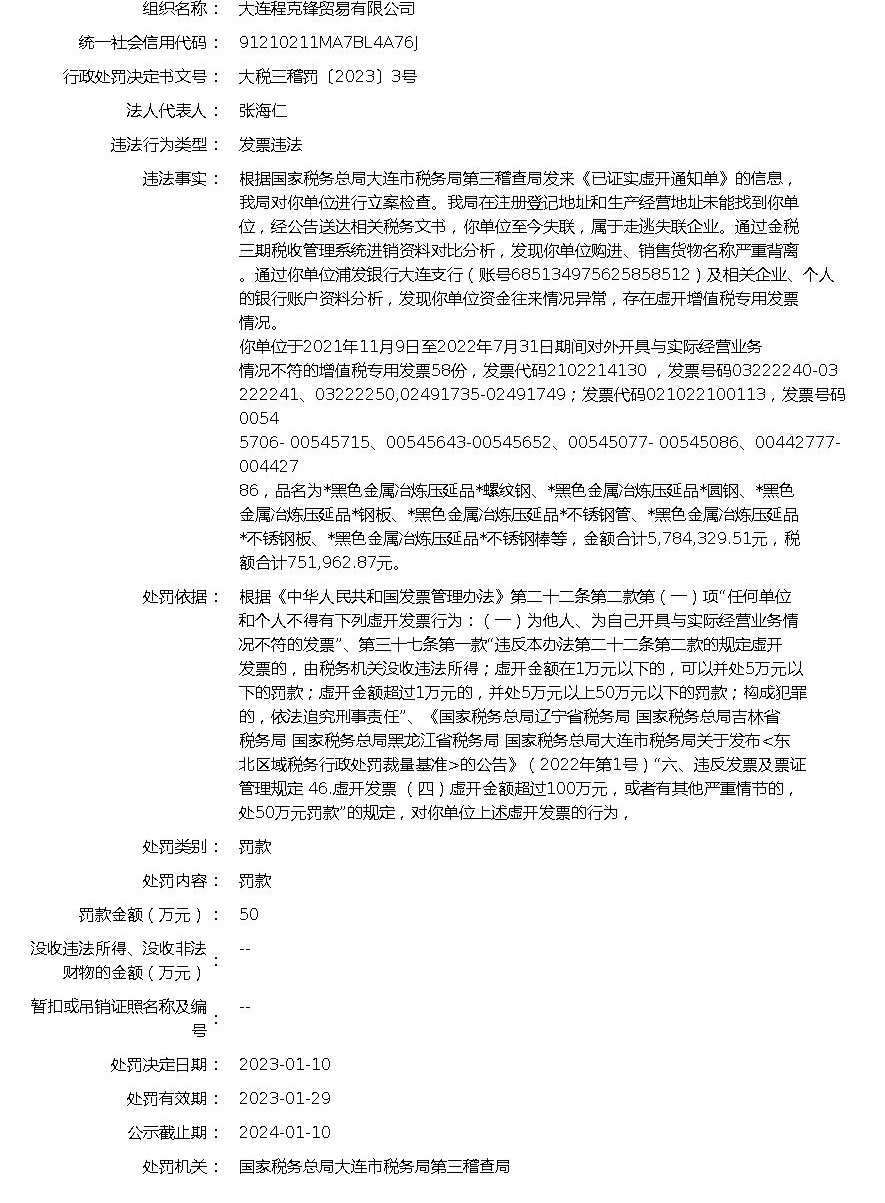 组织名称： 大连程克锋贸易有限公司
统一社会信用代码： 91210211MA7BL4A76J
行政处罚决定书文号： 大税三稽罚〔2023〕3号
法人代表人： 张海仁
违法行为类型： 发票违法
违法事实： 根据国家税务总局大连市税务局第三稽查局发来《已证实虚开通知单》的信息，
我局对你单位进行立案检查。我局在注册登记地址和生产经营地址未能找到你单
位，经公告送达相关税务文书，你单位至今失联，属于走逃失联企业。通过金税
三期税收管理系统进销资料对比分析，发现你单位购进、销售货物名称严重背离
。通过你单位浦发银行大连支行（账号685134975625858512）及相关企业、个人
的银行账户资料分析，发现你单位资金往来情况异常，存在虚开增值税专用发票
情况。
你单位于2021年11月9日至2022年7月31日期间对外开具与实际经营业务
情况不符的增值税专用发票58份，发票代码2102214130 ，发票号码03222240-03
222241、03222250,02491735-02491749；发票代码021022100113，发票号码
0054
5706- 00545715、00545643-00545652、00545077- 00545086、00442777-
004427
86，品名为*黑色金属冶炼压延品*螺纹钢、*黑色金属冶炼压延品*圆钢、*黑色
金属冶炼压延品*钢板、*黑色金属冶炼压延品*不锈钢管、*黑色金属冶炼压延品
*不锈钢板、*黑色金属冶炼压延品*不锈钢棒等，金额合计5,784,329.51元，税
额合计751,962.87元。
处罚依据： 根据《中华人民共和国发票管理办法》第二十二条第二款第（一）项“任何单位
和个人不得有下列虚开发票行为：（一）为他人、为自己开具与实际经营业务情
况不符的发票”、第三十七条第一款“违反本办法第二十二条第二款的规定虚开
发票的，由税务机关没收违法所得；虚开金额在1万元以下的，可以并处5万元以
下的罚款；虚开金额超过1万元的，并处5万元以上50万元以下的罚款；构成犯罪
的，依法追究刑事责任”、《国家税务总局辽宁省税务局 国家税务总局吉林省
税务局 国家税务总局黑龙江省税务局 国家税务总局大连市税务局关于发布<东
北区域税务行政处罚裁量基准>的公告》（2022年第1号）“六、违反发票及票证
管理规定 46.虚开发票 （四）虚开金额超过100万元，或者有其他严重情节的，
处50万元罚款”的规定，对你单位上述虚开发票的行为，
处罚类别： 罚款
处罚内容： 罚款
罚款金额（万元）： 50
没收违法所得、没收非法
财物的金额（万元）： --
暂扣或吊销证照名称及编
号： --
处罚决定日期： 2023-01-10
处罚有效期： 2023-01-29
公示截止期： 2024-01-10
处罚机关： 国家税务总局大连市税务局第三稽查局